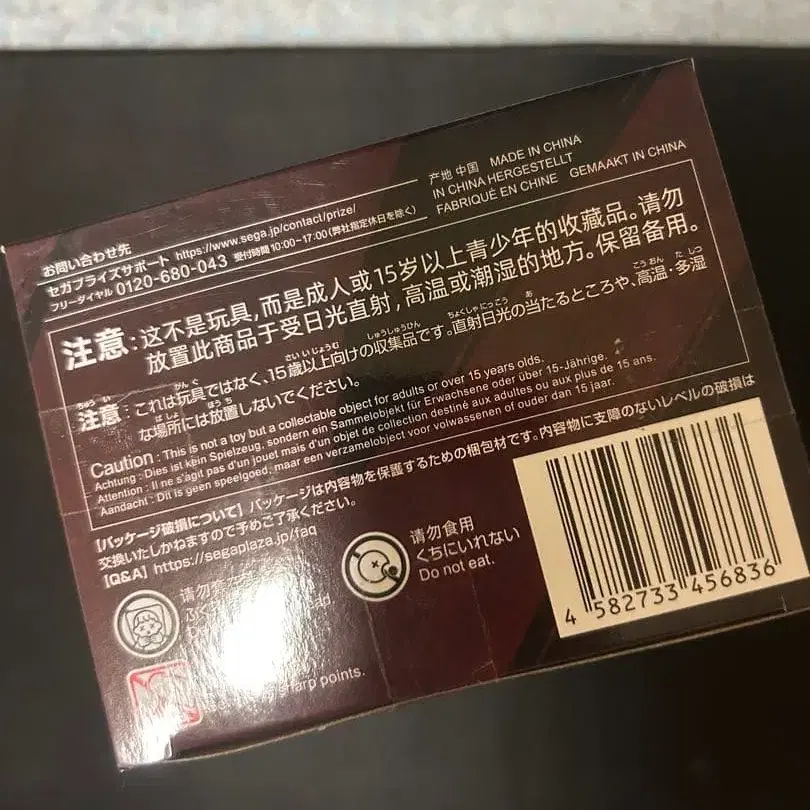 お問い合わせ先
セガプライズサポート https://www.sega.jp/contact/prize/
フリーダイヤル 0120-680-043 受付時間 10:00~17:00(弊社指定休日を除く)
产地 中国 MADE IN CHINA
IN CHINA HERGESTELLT
FABRIQUÉ EN CHINE GEMAAKT IN CHINA
注意:这不是玩具,而是成人或15岁以上青少年的收藏品。请勿
放置此商品于受日光直射,高温或潮湿的地方。保留备用。
注意:これは玩具ではなく、15歳以上向けの収集品です。直射日光の当たるところや、高温·多湿
な場所には放置しないでください。
Caution : This is not a toy but a collectable object for adults or over 15 years old.
Achtung : Dies ist kein Spielzeug, sondern ein Sammelobjekt für Erwachsene oder über 15-Jährige.
Attention : Il ne s'agit pas d'un jouet mais d'un objet de collection destiné aux adultes ou aux plus de 15 ans.
Aandacht : Dit is geen speelgoed, maar een verzamelobject voor volwassenen of ouder dan 15 jaar.
【パッケージ破損について】パッケージは内容物を保護するための梱包材です。内容物に支障のないレベルの破損は
交換いたしかねますので予めご了承ください。
【Q&A】https://segaplaza.jp/faq
请勿
请勿食用
くちにいれない
Do not eat.
sharp points.
4 582733 456836